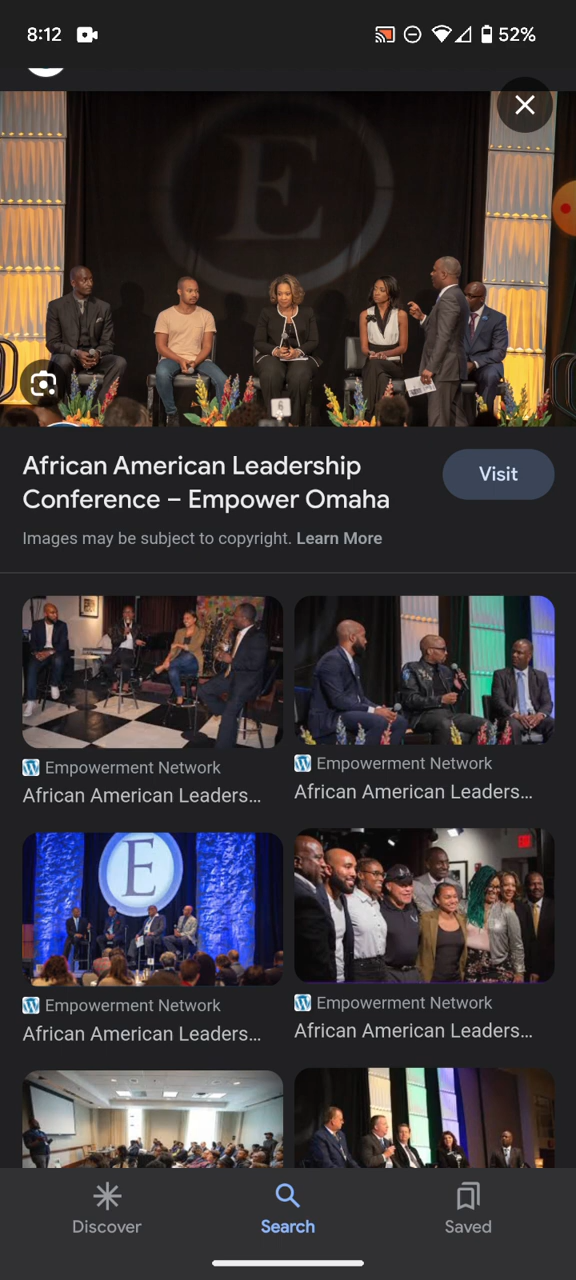 8:12
52%
E
African American Leadership
Conference – Empower Omaha
Visit
Images may be subject to copyright. Learn More
Empowerment Network
African American Leaders...
Empowerment Network
African American Leaders...
E
Empowerment Network
African American Leaders...
Empowerment Network
African American Leaders...
Discover
Search
Saved